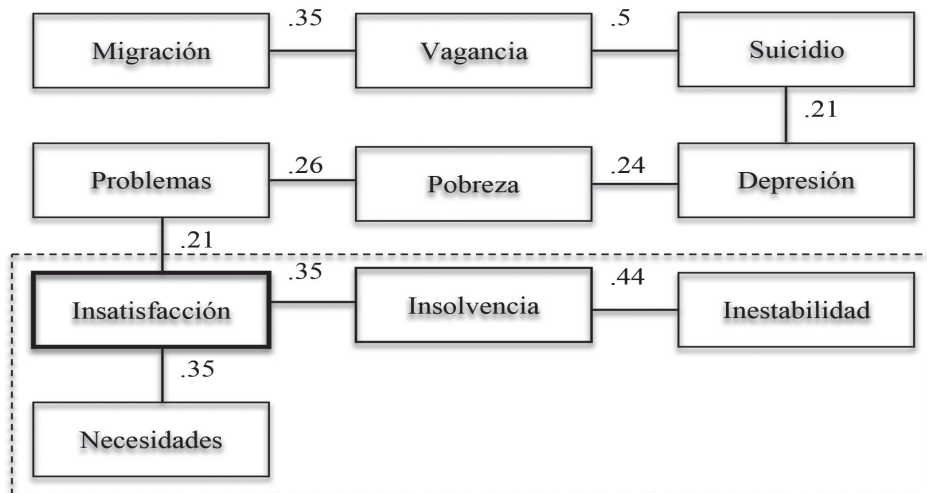 .35 .5
Migración Vagancia Suicidio
.21
.26 .24
Problemas Pobreza Depresión
.21
.35 .44
Insatisfacción Insolvencia Inestabilidad
.35
Necesidades